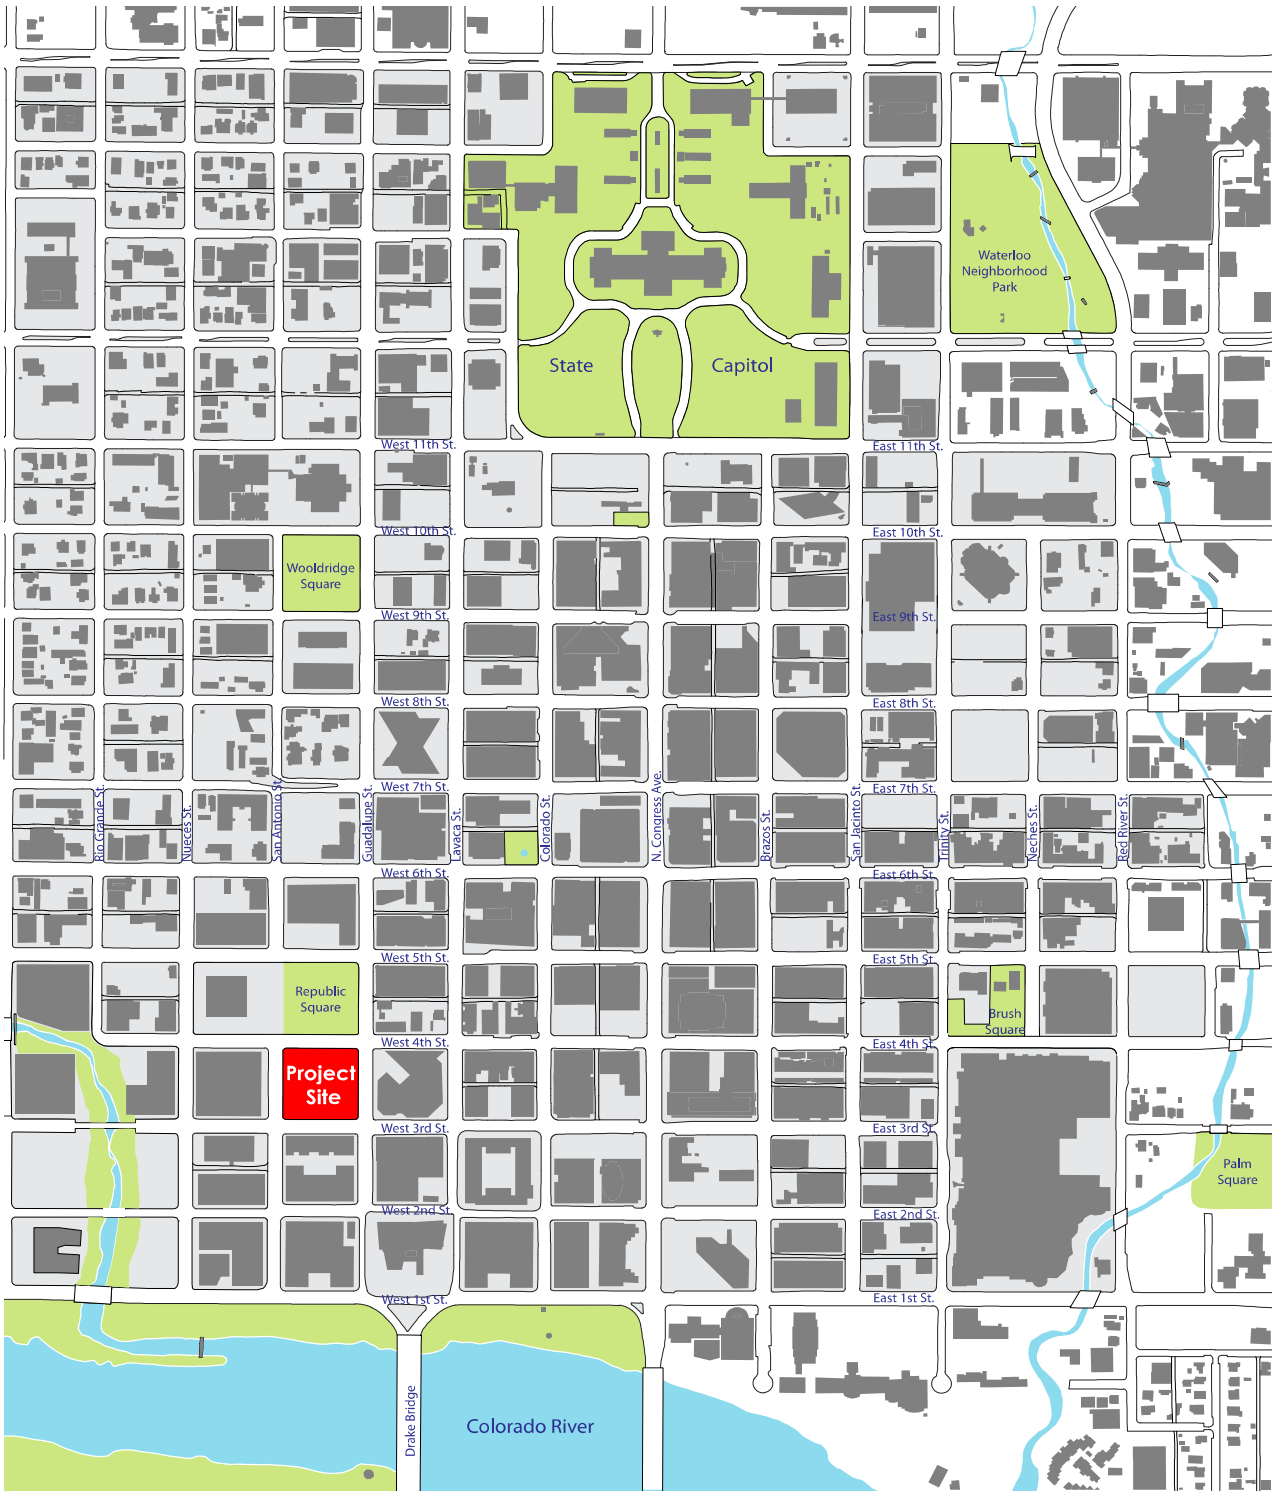 Waterloo
Neighborhood
Park
State
Capitol
West 11th St.
East 11th St.
West 10th St.
East 10th St.
Wooldridge
Square
West 9th St.
East 9th St.
West 8th St.
East 8th St.
West 7th St.
East 7th St.
Rio Grande St.
Nueces St.
San Antonio St.
Guadalupe St.
Lavaca St.
Colorado St.
N. Congress Ave.
Brazos St.
San Jacinto St.
Trinity St.
Neches St.
Red River St.
West 6th St.
East 6th St.
West 5th St.
East 5th St.
Republic
Square
Brush
Square
West 4th St.
East 4th St.
Project
Site
West 3rd St.
East 3rd St.
Palm
Square
West 2nd St.
East 2nd St.
West 1st St.
East 1st St.
Drake Bridge
Colorado River